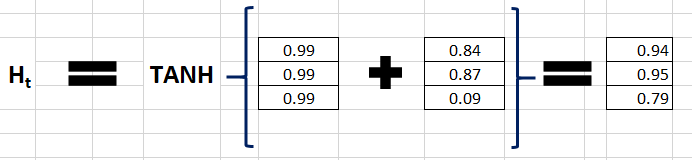 0.99 0.84 0.94
Ht = TANH { 0.99 + 0.87 } = 0.95
0.99 0.09 0.79